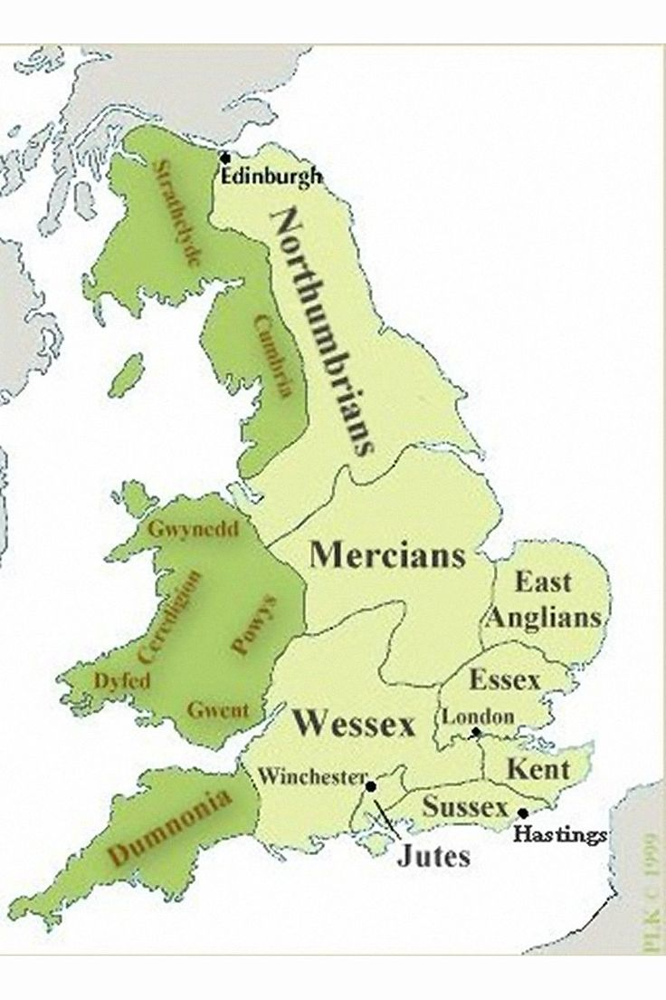 Edinburgh
Strathclyde
Northumbrians
Cumbria
Gwynedd
Mercians
East
Anglians
Ceredigion
Powys
Dyfed
Gwent
Essex
London
Wessex
Kent
Winchester
Sussex
Dumnonia
Hastings
Jutes
PLK © 1999